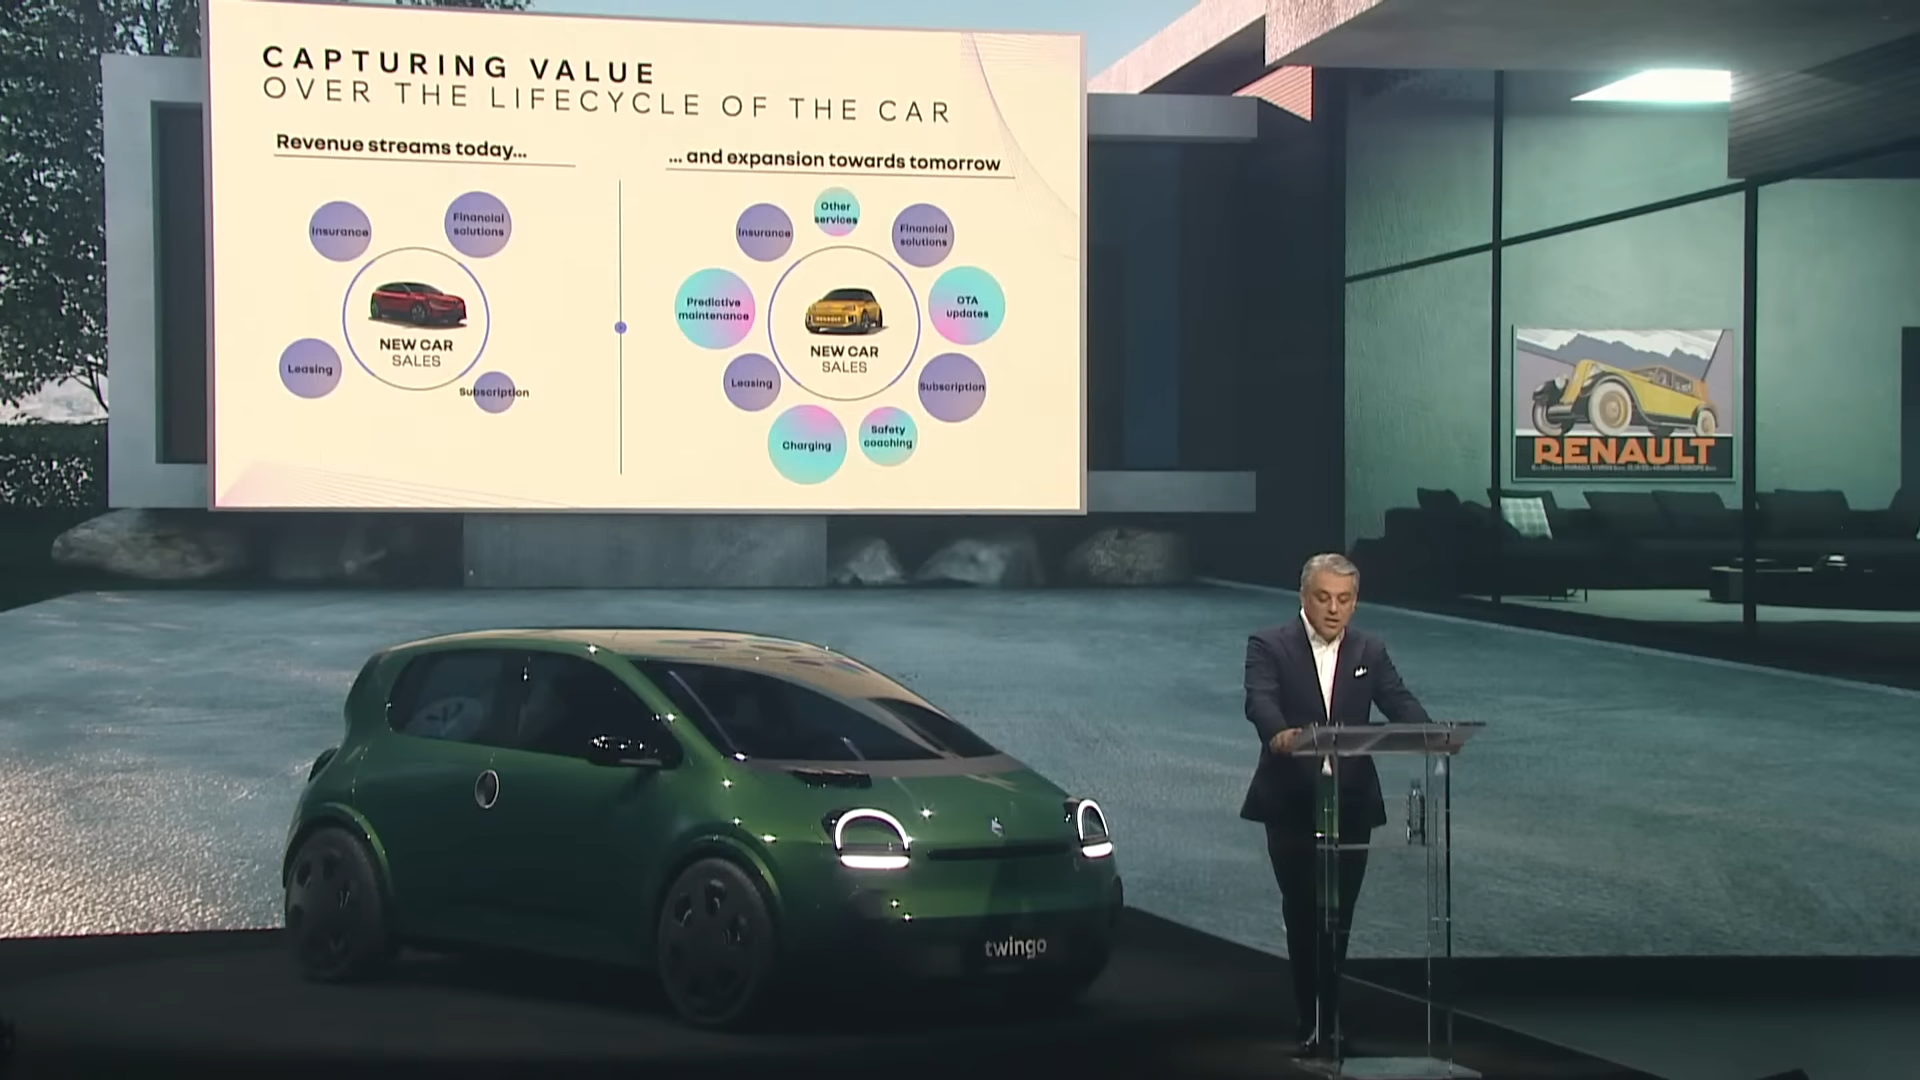 CAPTURING VALUE
OVER THE LIFECYCLE OF THE CAR
Revenue streams today...
Insurance
Financial
solutions
NEW CAR
SALES
Leasing
Subscription
... and expansion towards tomorrow
Other
services
Insurance
Financial
solutions
Predictive
maintenance
OTA
updates
RENAULT
NEW CAR
SALES
Leasing
Subscription
Charging
Safety
coaching
RENAULT
twingo